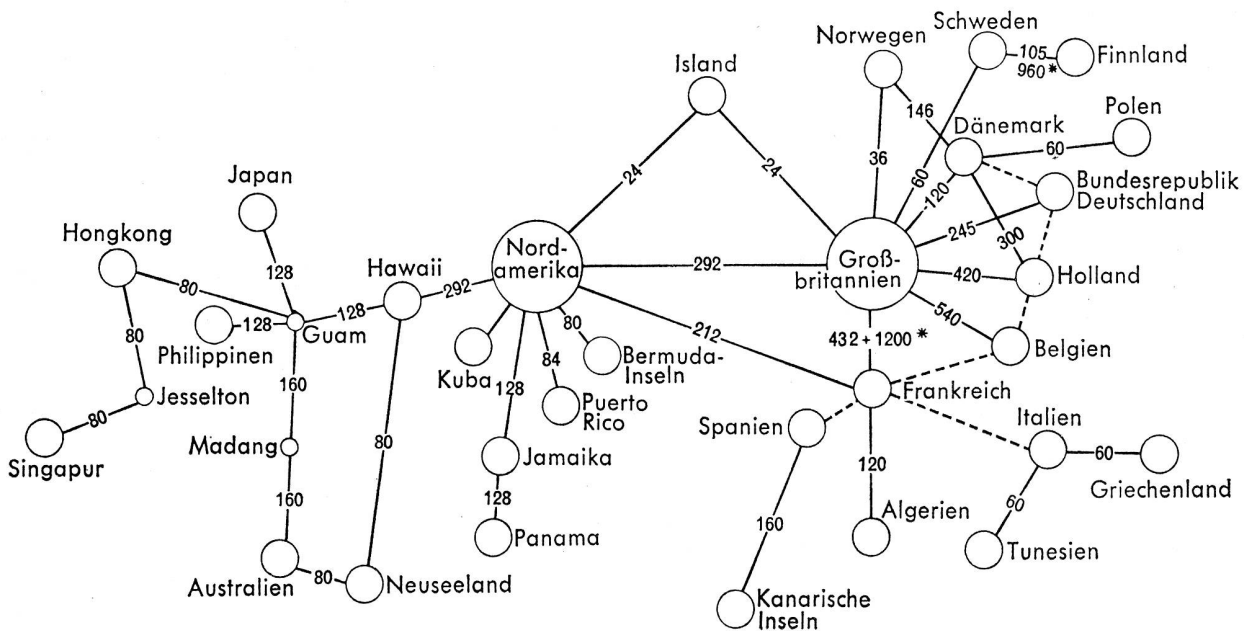 Schweden
Norwegen
105
960*
Finnland
Island
146
Polen
Dänemark
60
36
60
120
Bundesrepublik
Deutschland
24
24
Japan
245
300
Hongkong
Nord-
amerika
292
Groß-
britannien
420
Holland
128
Hawaii
292
80
128
128
Guam
Philippinen
540
212
80
432 + 1200*
Belgien
80
Kuba
Bermuda-
Inseln
84
128
160
Frankreich
Jesselton
Puerto
Rico
80
Spanien
Italien
Singapur
Madang
80
Jamaika
60
120
Griechenland
160
128
60
Algerien
160
Panama
Tunesien
Australien
80
Neuseeland
Kanarische
Inseln